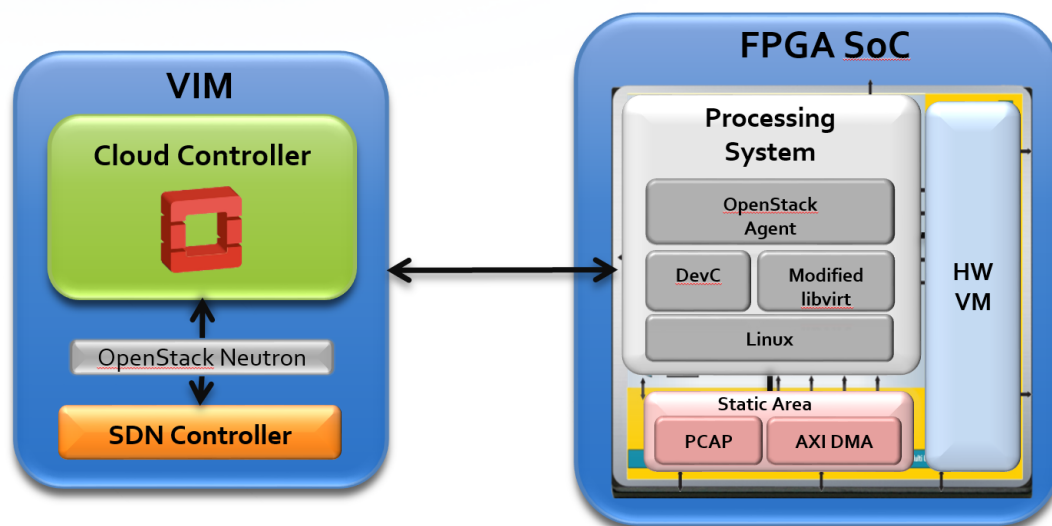 VIM
Cloud Controller
OpenStack Neutron
SDN Controller
FPGA SoC
Processing
System
OpenStack
Agent
DevC
Modified
libvirt
Linux
Static Area
PCAP
AXI DMA
HW
VM